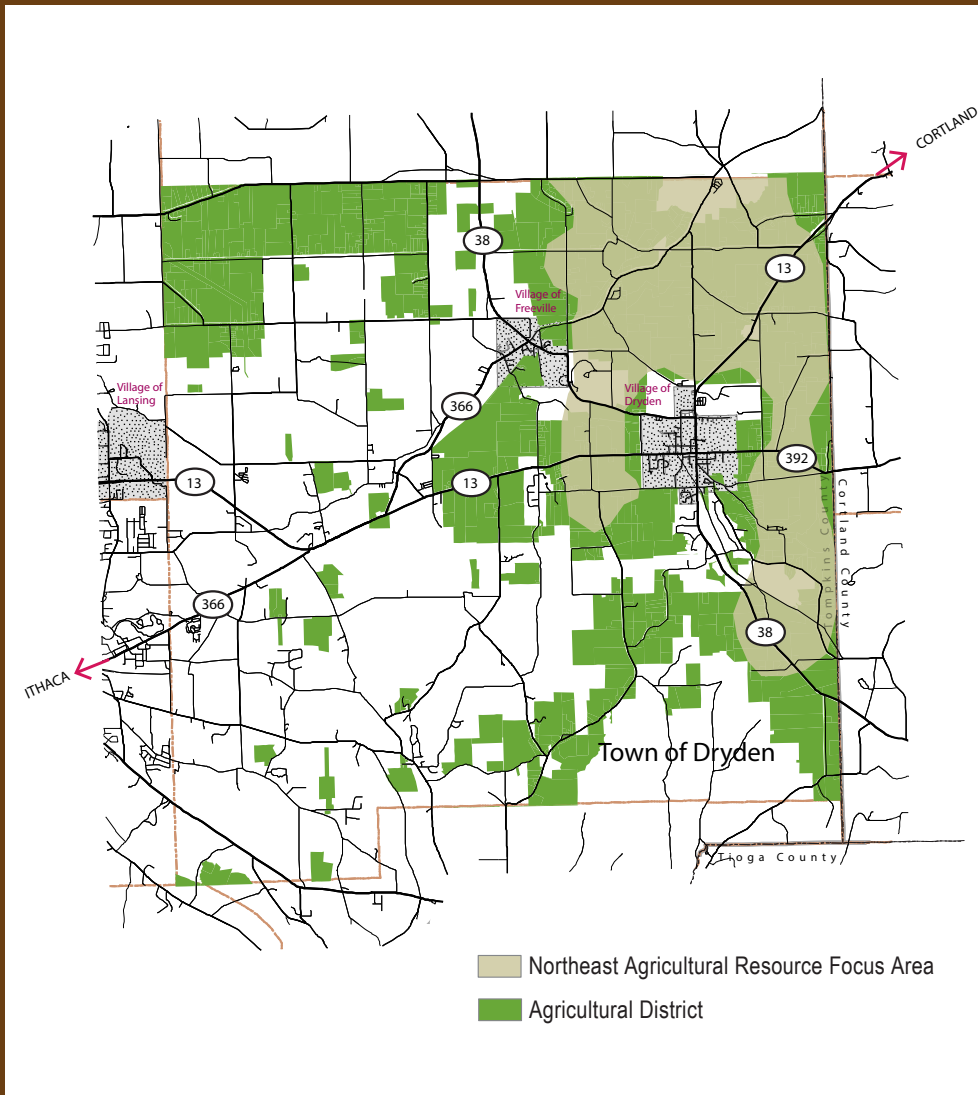 CORTLAND
38
13
Village of
Freeville
Village of
Lansing
Village of
Dryden
366
392
13
13
Tompkins County
Cortland County
366
38
ITHACA
Town of Dryden
Tioga County
Northeast Agricultural Resource Focus Area
Agricultural District